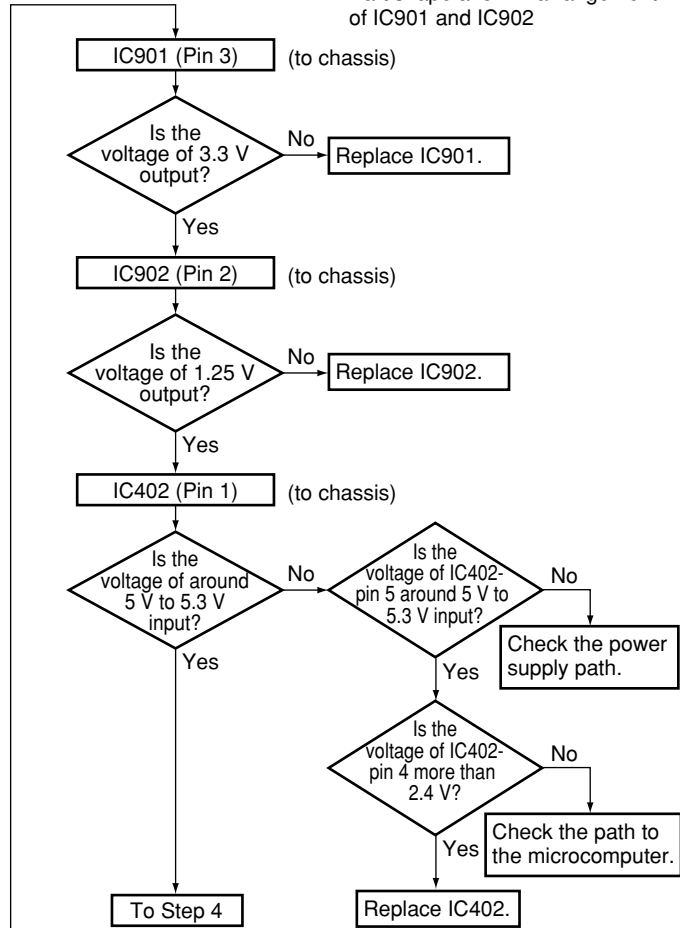 of IC901 and IC902
IC901 (Pin 3)
(to chassis)
Is the
voltage of 3.3 V
output?
No
Replace IC901.
Yes
IC902 (Pin 2)
(to chassis)
Is the
voltage of 1.25 V
output?
No
Replace IC902.
Yes
IC402 (Pin 1)
(to chassis)
Is the
voltage of around
5 V to 5.3 V
input?
No
Is the
voltage of IC402-
pin 5 around 5 V to
5.3 V input?
No
Check the power
supply path.
Yes
Yes
Is the
voltage of IC402-
pin 4 more than
2.4 V?
No
Check the path to
the microcomputer.
Yes
To Step 4
Replace IC402.